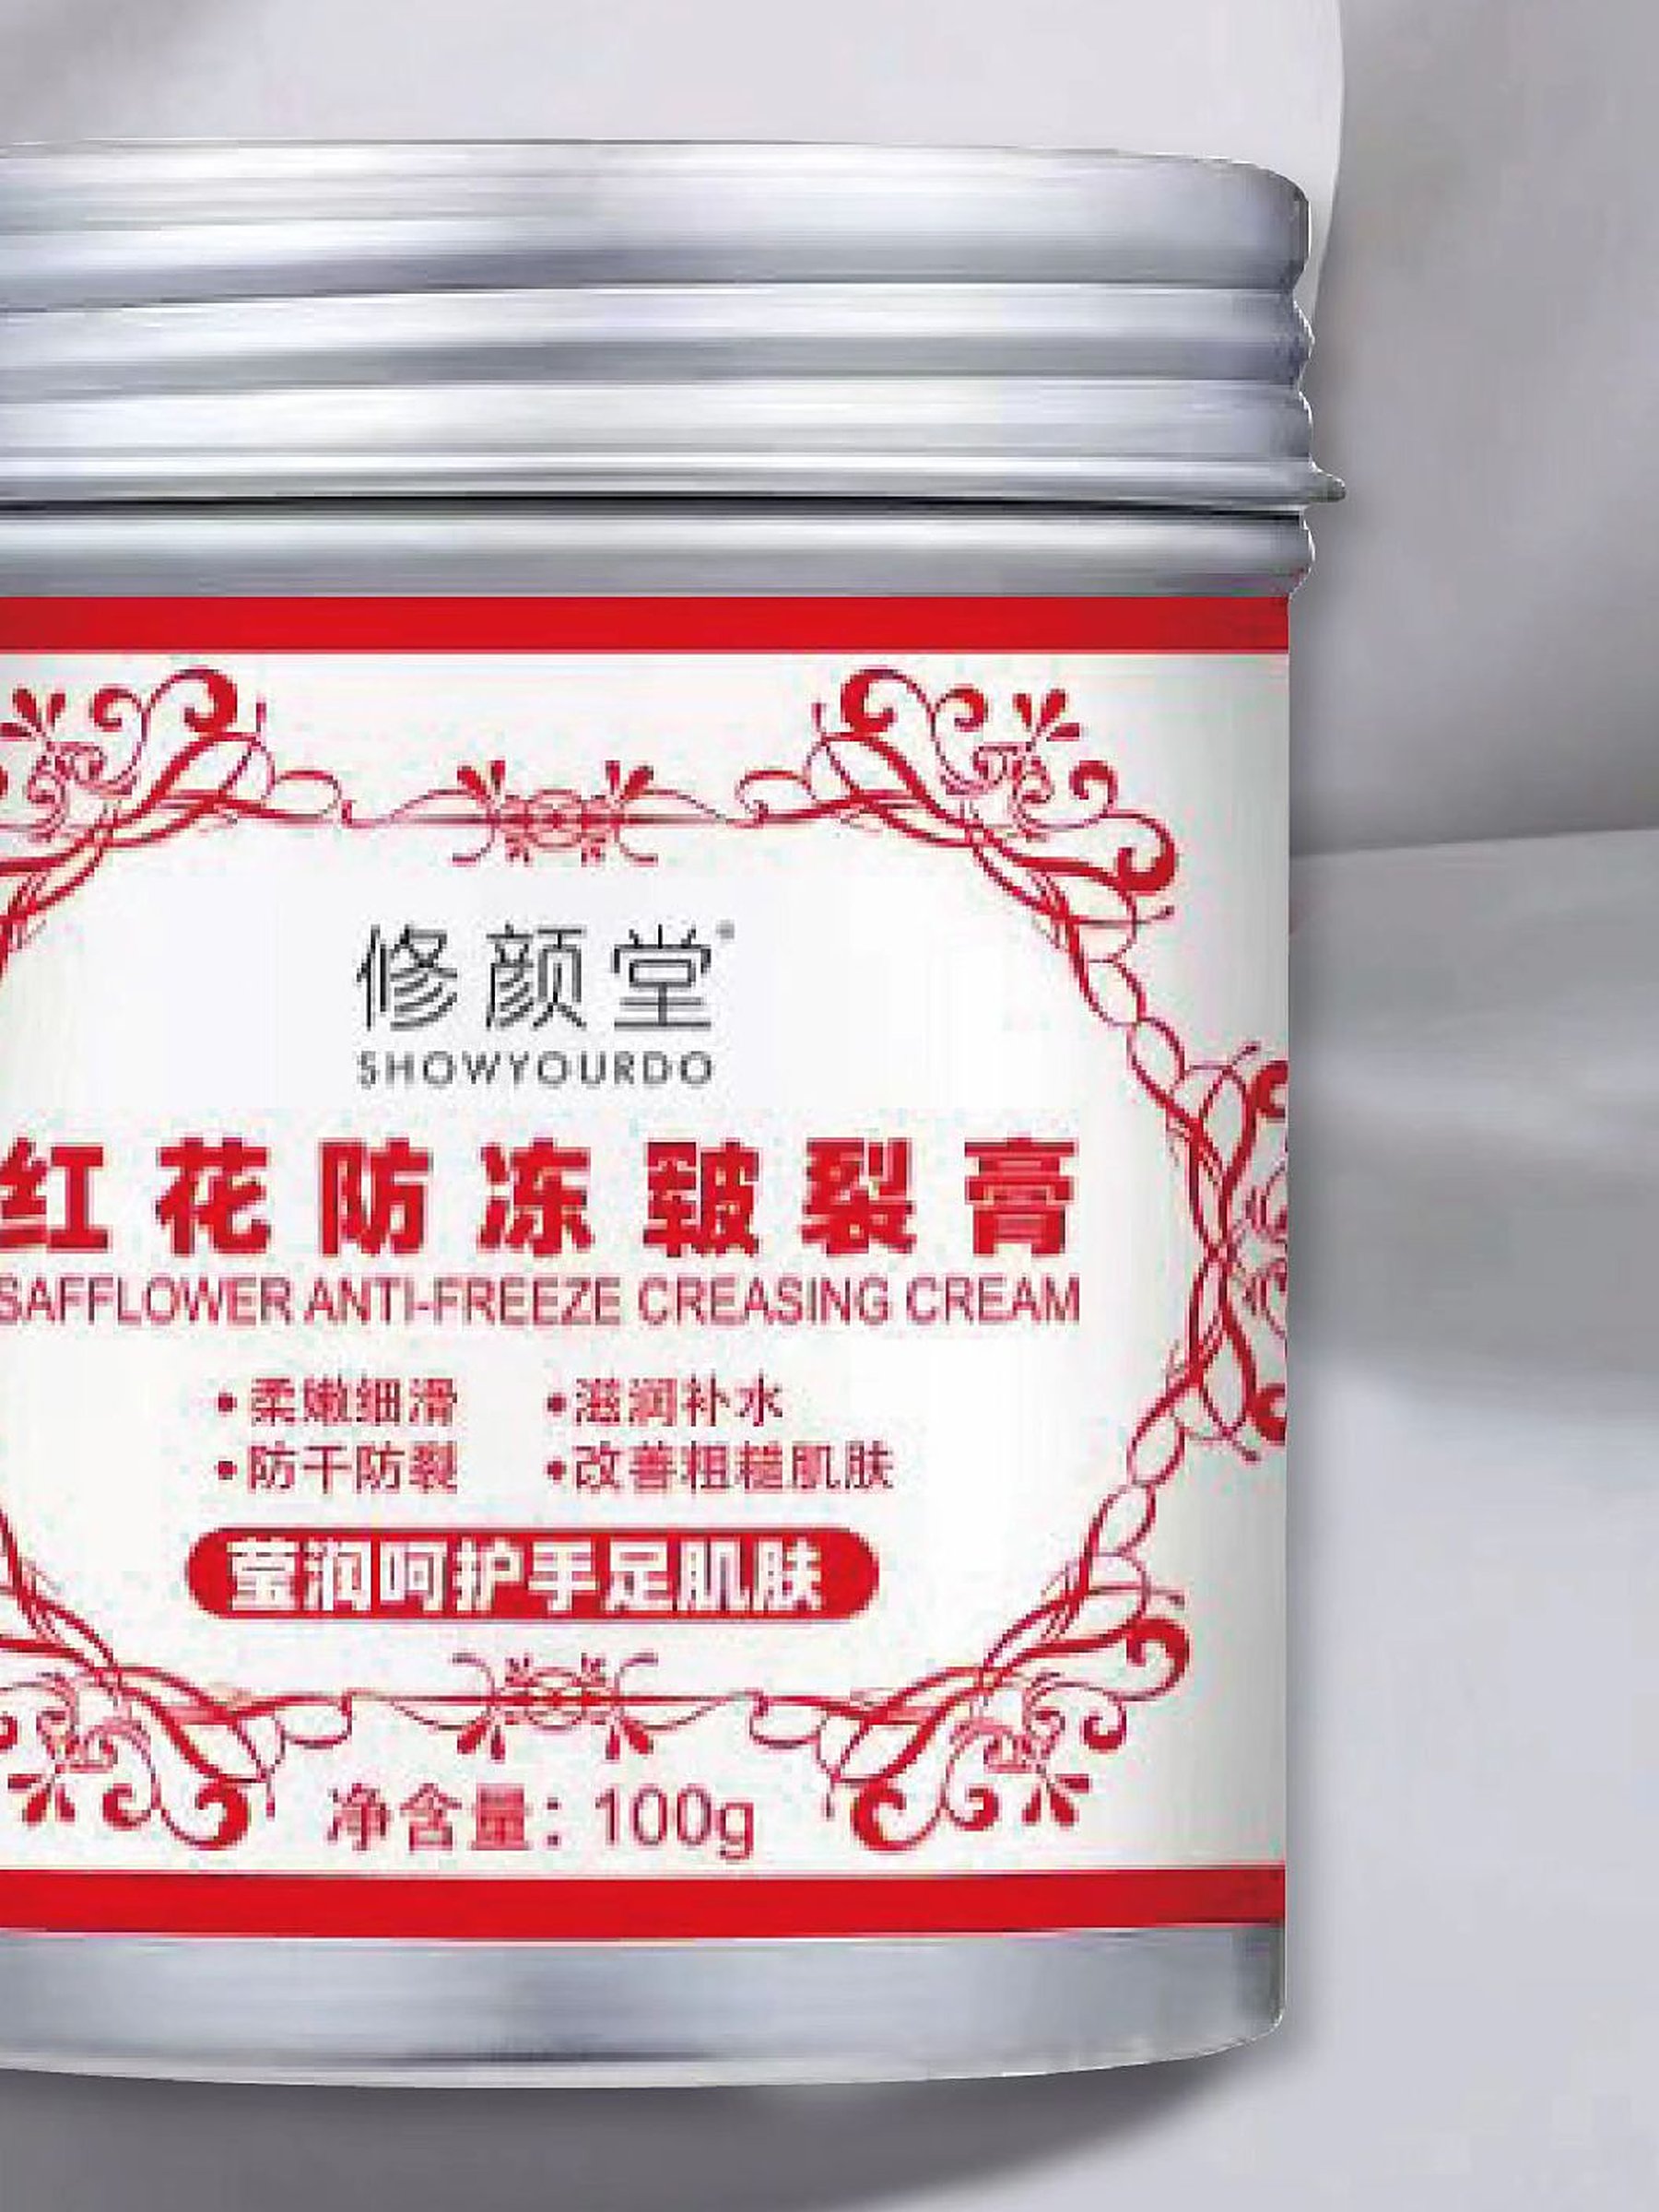 修颜堂
SHOWYOURDO
红花防冻皲裂膏
SAFFLOWER ANTI-FREEZE CREASING CREAM
•柔嫩细滑 •滋润补水
•防干防裂 •改善粗糙肌肤
莹润呵护手足肌肤
净含量：100g